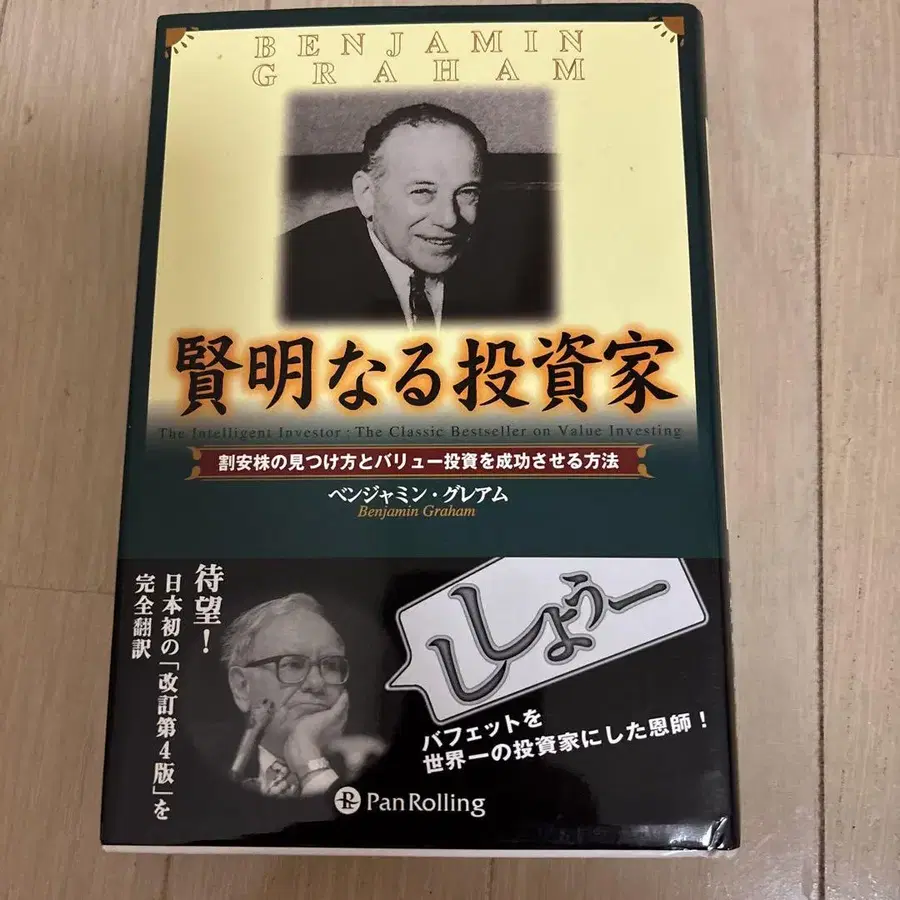 BENJAMIN
GRAHAM
賢明なる投資家
The Intelligent Investor : The Classic Bestseller on Value Investing
割安株の見つけ方とバリュー投資を成功させる方法
ベンジャミン・グレアム
Benjamin Graham
待望！
日本初の「改訂第4版」を
完全翻訳
ししょうー
バフェットを
世界一の投資家にした恩師！
PanRolling